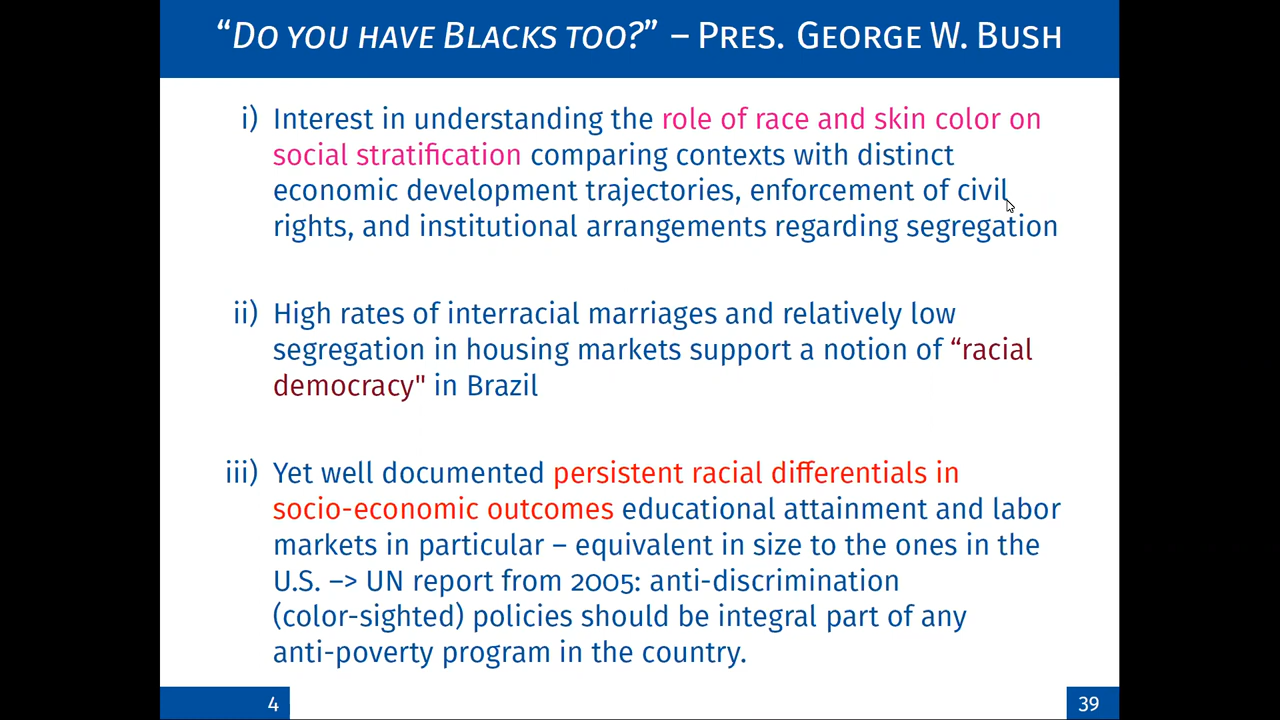 “Do you have Blacks too?” – Pres. George W. Bush
i) Interest in understanding the role of race and skin color on
social stratification comparing contexts with distinct
economic development trajectories, enforcement of civil
rights, and institutional arrangements regarding segregation
ii) High rates of interracial marriages and relatively low
segregation in housing markets support a notion of “racial
democracy" in Brazil
iii) Yet well documented persistent racial differentials in
socio-economic outcomes educational attainment and labor
markets in particular – equivalent in size to the ones in the
U.S. –> UN report from 2005: anti-discrimination
(color-sighted) policies should be integral part of any
anti-poverty program in the country.
4
39